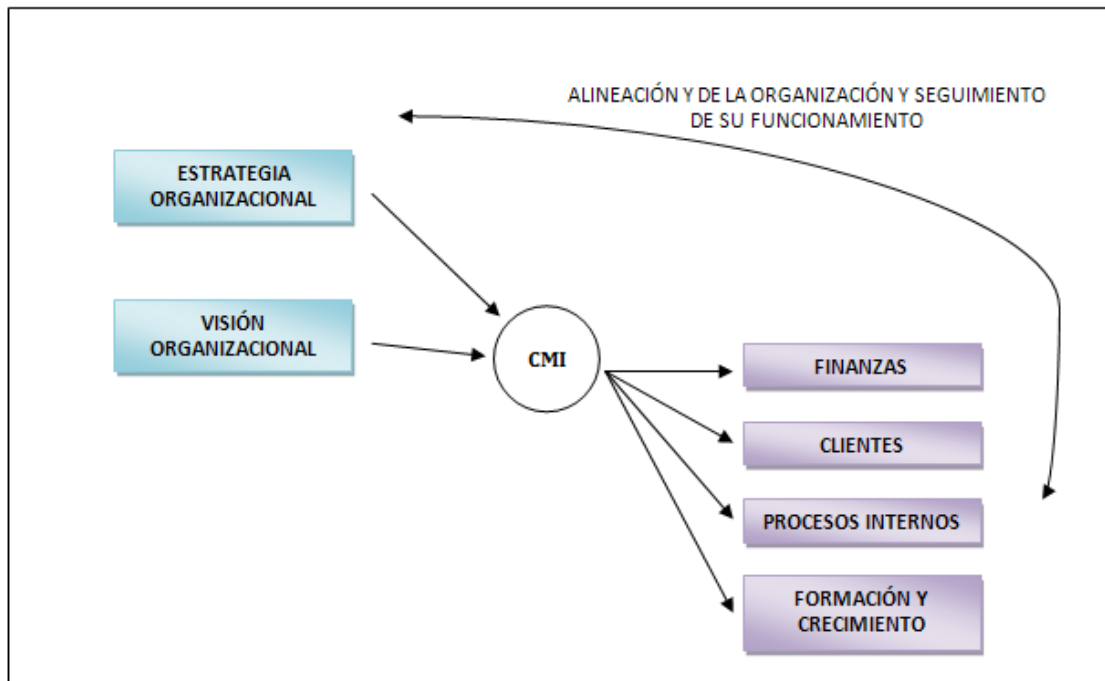 ALINEACIÓN Y DE LA ORGANIZACIÓN Y SEGUIMIENTO
DE SU FUNCIONAMIENTO
ESTRATEGIA
ORGANIZACIONAL
VISIÓN
ORGANIZACIONAL
CMI
FINANZAS
CLIENTES
PROCESOS INTERNOS
FORMACIÓN Y
CRECIMIENTO